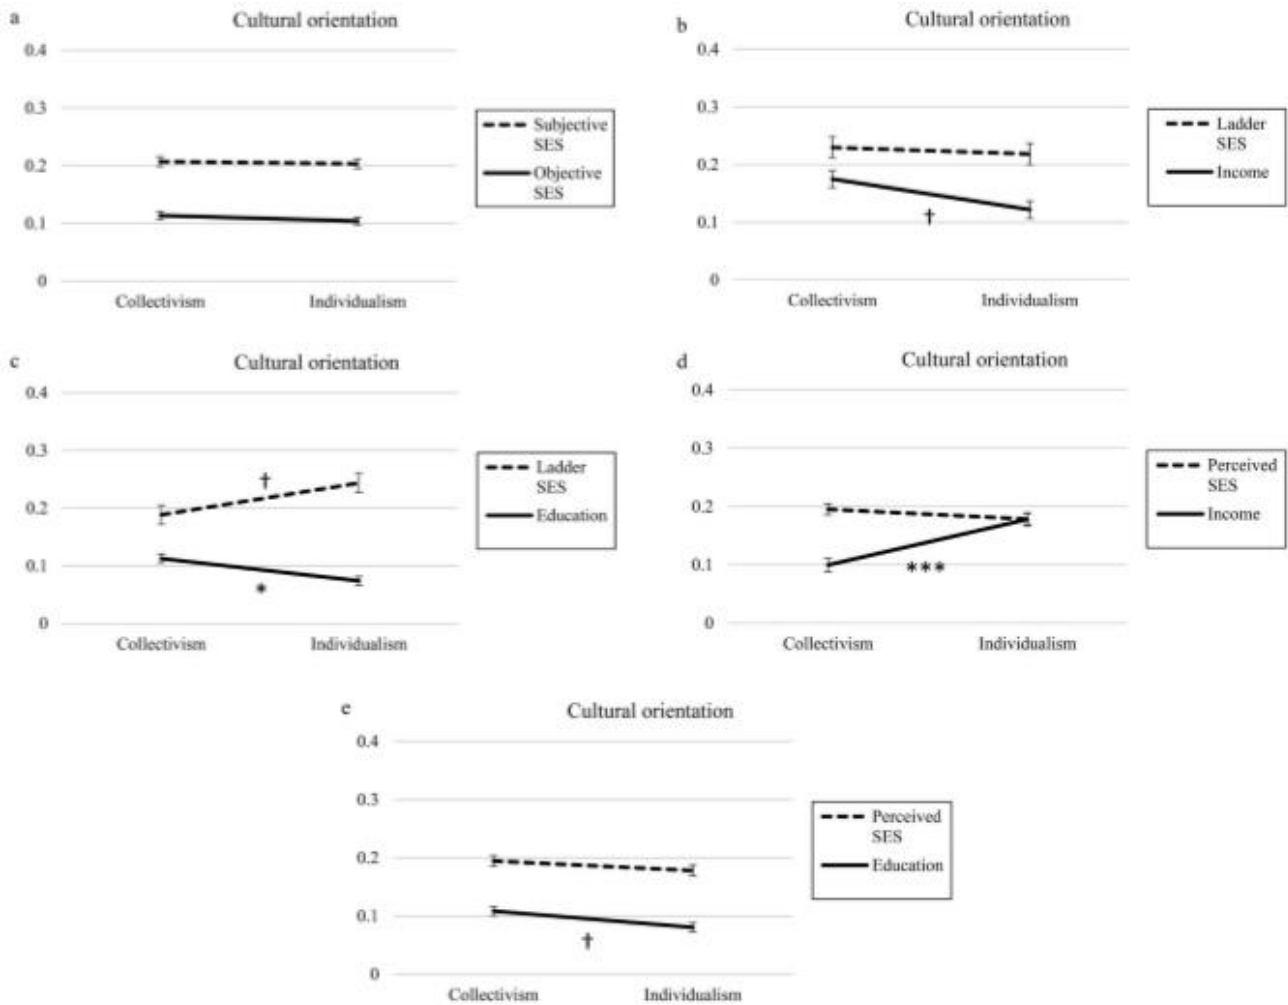 a
Cultural orientation
0.4
0.3
0.2
0.1
0
Collectivism Individualism
Subjective
SES
Objective
SES
b
Cultural orientation
0.4
0.3
0.2
0.1
0
†
Collectivism Individualism
Ladder
SES
Income
c
Cultural orientation
0.4
0.3
0.2
0.1
0
†
*
Collectivism Individualism
Ladder
SES
Education
d
Cultural orientation
0.4
0.3
0.2
0.1
0
***
Collectivism Individualism
Perceived
SES
Income
e
Cultural orientation
0.4
0.3
0.2
0.1
0
†
Collectivism Individualism
Perceived
SES
Education